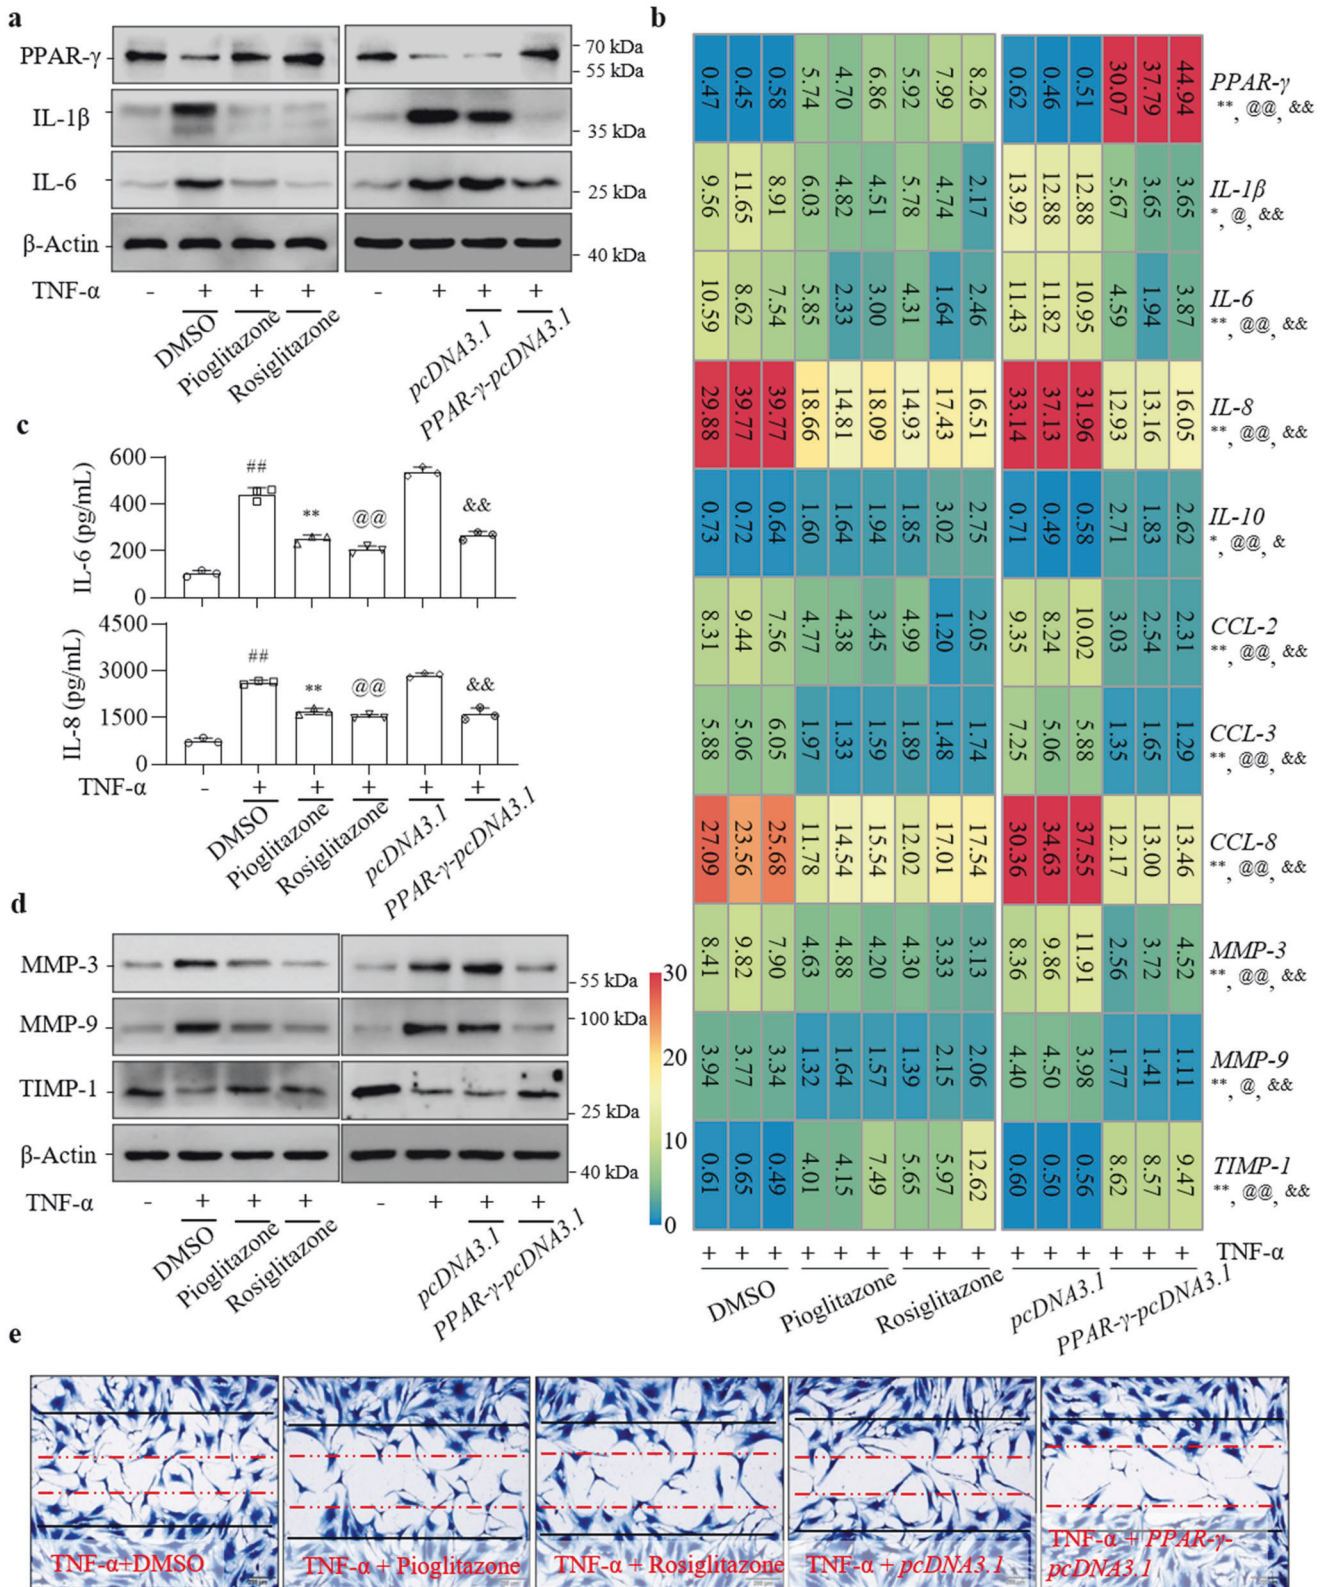 a
PPAR-γ
IL-1β
IL-6
β-Actin
70 kDa
55 kDa
35 kDa
25 kDa
40 kDa
TNF-α - + + + - + + +
DMSO
Pioglitazone
Rosiglitazone
pcDNA3.1
PPAR-γ-pcDNA3.1
b
0.47 0.45 0.58 5.74 4.70 6.86 5.92 7.99 8.26 0.62 0.46 0.51 30.07 37.79 44.94 PPAR-γ
**, @@, &&
9.56 11.65 8.91 6.03 4.82 4.51 5.78 4.74 2.17 13.92 12.88 12.88 5.67 3.65 3.65 IL-1β
*, @, &&
10.59 8.62 7.54 5.85 2.33 3.00 4.31 1.64 2.46 11.43 11.82 10.95 4.59 1.94 3.87 IL-6
**, @@, &&
29.88 39.77 39.77 18.66 14.81 18.09 14.93 17.43 16.51 33.14 37.13 31.96 12.93 13.16 16.05 IL-8
**, @@, &&
0.73 0.72 0.64 1.60 1.64 1.94 1.85 3.02 2.75 0.71 0.49 0.58 2.71 1.83 2.62 IL-10
*, @@, &
8.31 9.44 7.56 4.77 4.38 3.45 4.99 1.20 2.05 9.35 8.24 10.02 3.03 2.54 2.31 CCL-2
**, @@, &&
5.88 5.06 6.05 1.97 1.33 1.59 1.89 1.48 1.74 7.25 5.06 5.88 1.35 1.65 1.29 CCL-3
**, @@, &&
27.09 23.56 25.68 11.78 14.54 15.54 12.02 17.01 17.54 30.36 34.63 37.55 12.17 13.00 13.46 CCL-8
**, @@, &&
8.41 9.82 7.90 4.63 4.88 4.20 4.30 3.33 3.13 8.36 9.86 11.91 2.56 3.72 4.52 MMP-3
**, @@, &&
3.94 3.77 3.34 1.32 1.64 1.57 1.39 2.15 2.06 4.40 4.50 3.98 1.77 1.41 1.11 MMP-9
**, @, &&
0.61 0.65 0.49 4.01 4.15 7.49 5.65 5.97 12.62 0.60 0.50 0.56 8.62 8.57 9.47 TIMP-1
**, @@, &&
30
20
10
0
+ + + + + + + + + + + + + + + TNF-α
DMSO
Pioglitazone
Rosiglitazone
pcDNA3.1
PPAR-γ-pcDNA3.1
c
IL-6 (pg/mL)
600
400
200
0
## ** @@ &&
IL-8 (pg/mL)
4500
3000
1500
0
## ** @@ &&
TNF-α - + + + + +
DMSO
Pioglitazone
Rosiglitazone
pcDNA3.1
PPAR-γ-pcDNA3.1
d
MMP-3
MMP-9
TIMP-1
β-Actin
55 kDa
100 kDa
25 kDa
40 kDa
TNF-α - + + + - + + +
DMSO
Pioglitazone
Rosiglitazone
pcDNA3.1
PPAR-γ-pcDNA3.1
e
TNF-α+DMSO
TNF-α + Pioglitazone
TNF-α + Rosiglitazone
TNF-α + pcDNA3.1
TNF-α + PPAR-γ-
pcDNA3.1